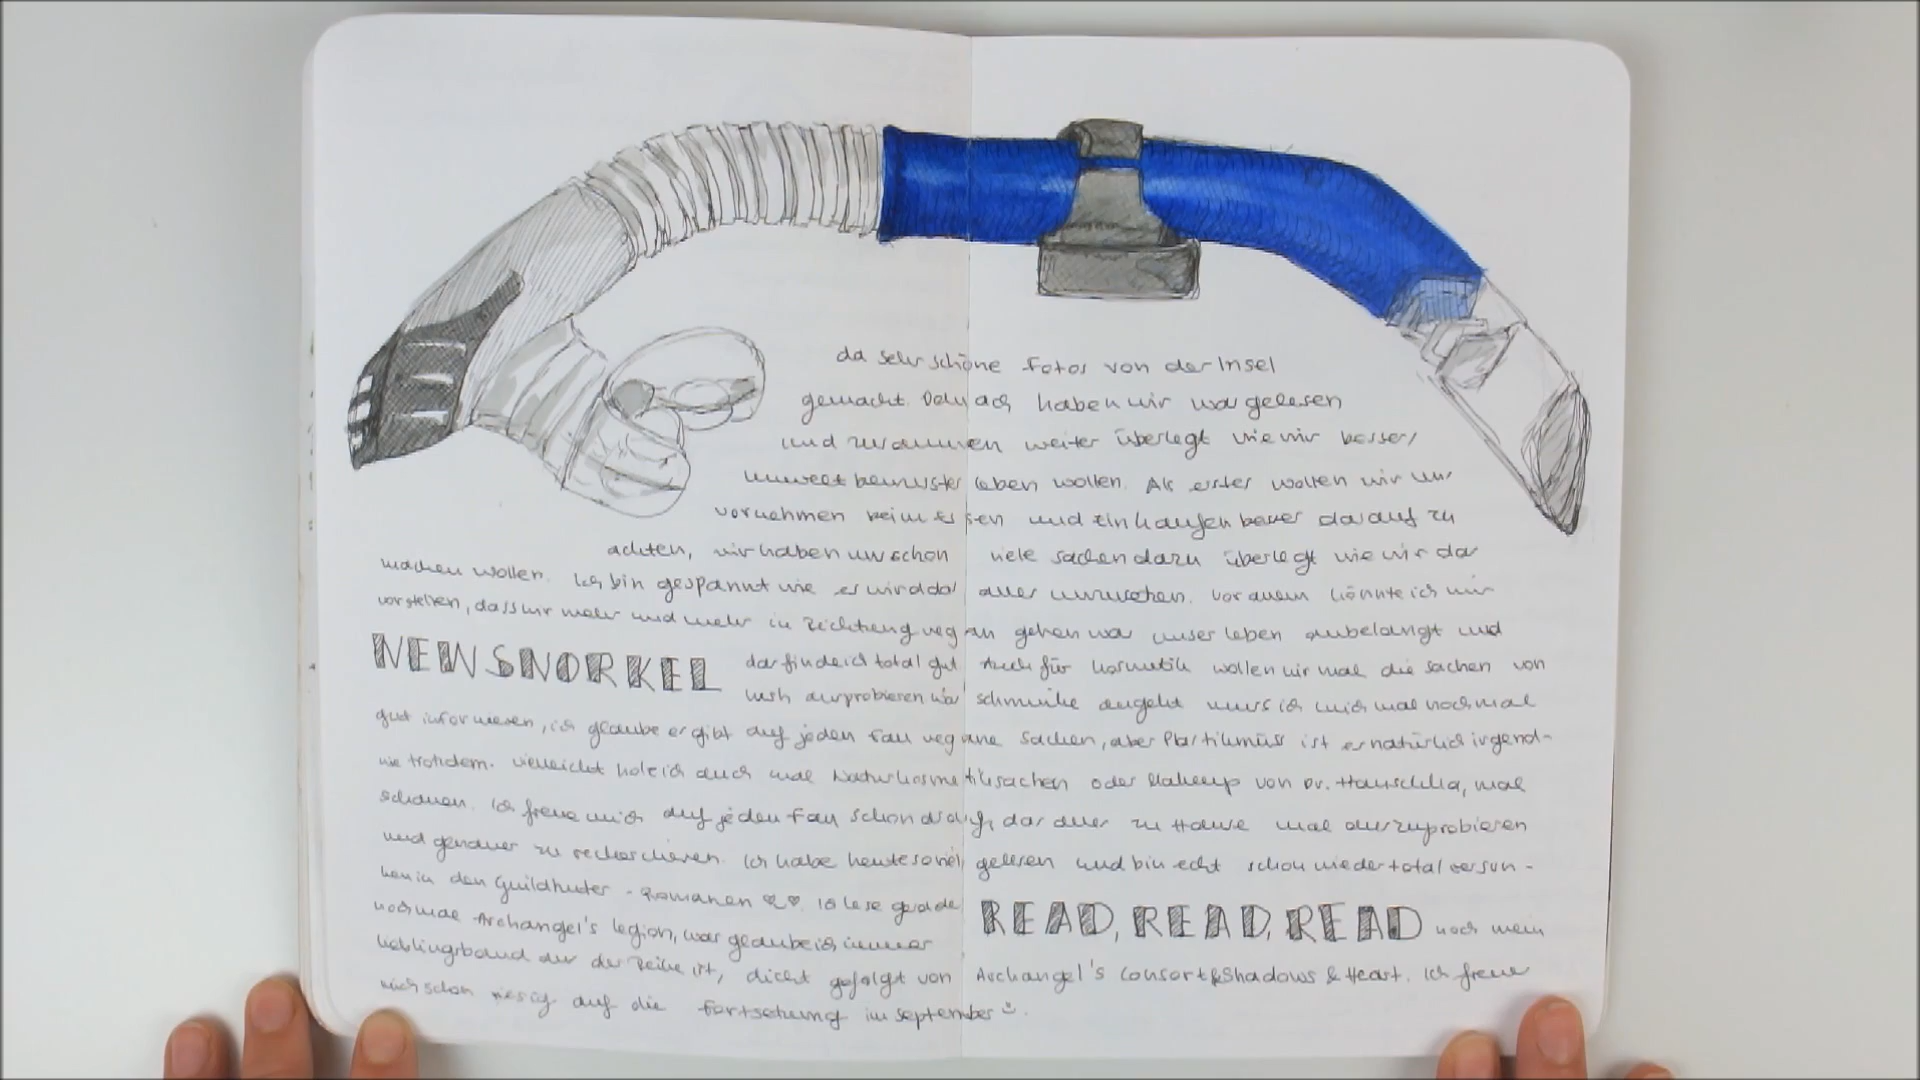 da sehr schöne Fotos von der Insel
gemacht. Danach haben wir was gelesen
und zusammen weiter überlegt wie wir besser/
umweltbewusster leben wollen. Als erstes wollen wir uns
vornehmen beim Essen und Einkaufen besser darauf zu
achten, wir haben uns schon viele Sachen dazu überlegt wie wir das
machen wollen. Ich bin gespannt wie es wird das alles umzusehen. Vor allem könnte ich mir
vorstellen, dass wir mehr und mehr in Richtung vegan gehen was unser Leben anbelangt und
NEW SNORKEL das finde ich total gut. Auch für Kosmetik wollen wir mal die Sachen von
lush ausprobieren was Schminke angeht muss ich mich mal nochmal
gut informieren, ich glaube es gibt auf jeden Fall vegane Sachen, aber Plastikmüll ist es natürlich irgend-
wie trotzdem. Vielleicht hole ich auch mal Naturkosmetiksachen oder Makeup von Dr. Hauschka, mal
schauen. Ich freue mich auf jeden Fall schon drauf, das alles zu Hause mal auszuprobieren
und genauer zu recherchieren. Ich habe heute so viel gelesen und bin echt schon wieder total versun-
ken in den Guildhunter - Romanen ♡♡. Ich lese gerade READ, READ, READ noch mein
nochmal Archangel's Legion, was glaube ich immer
Lieblingsband aus der Reihe ist, dicht gefolgt von Archangel's Consort & Shadows & Heart. Ich freue
mich schon riesig auf die Fortsetzung im September ☺.